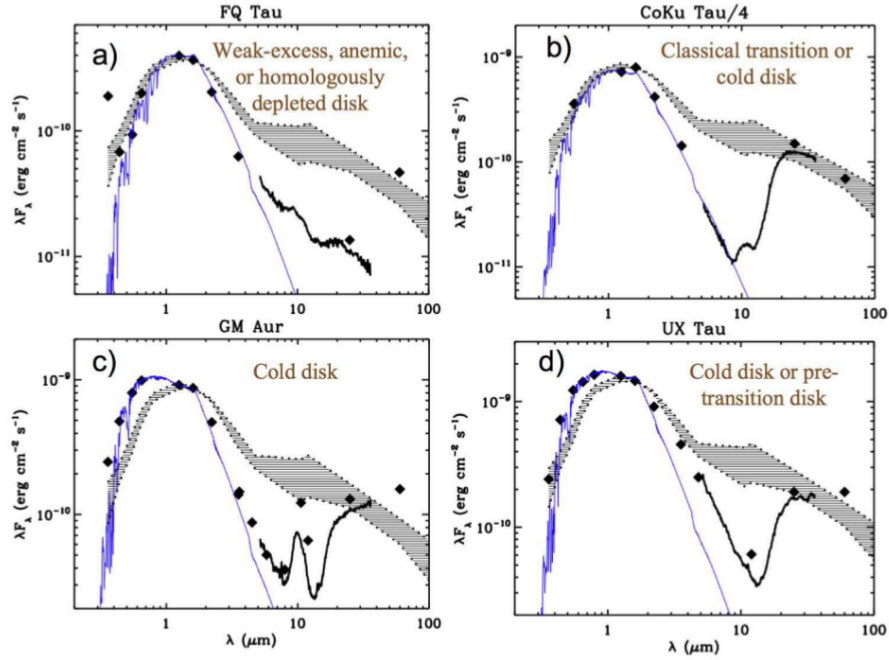 FQ Tau
a)
Weak-excess, anemic,
or homologously
depleted disk
λF_λ (erg cm⁻² s⁻¹)
10⁻¹⁰
10⁻¹¹
1
10
100
CoKu Tau/4
b)
Classical transition or
cold disk
λF_λ (erg cm⁻² s⁻¹)
10⁻⁹
10⁻¹⁰
10⁻¹¹
1
10
100
GM Aur
c)
Cold disk
λF_λ (erg cm⁻² s⁻¹)
10⁻⁹
10⁻¹⁰
1
10
100
λ (μm)
UX Tau
d)
Cold disk or pre-
transition disk
λF_λ (erg cm⁻² s⁻¹)
10⁻⁹
10⁻¹⁰
1
10
100
λ (μm)